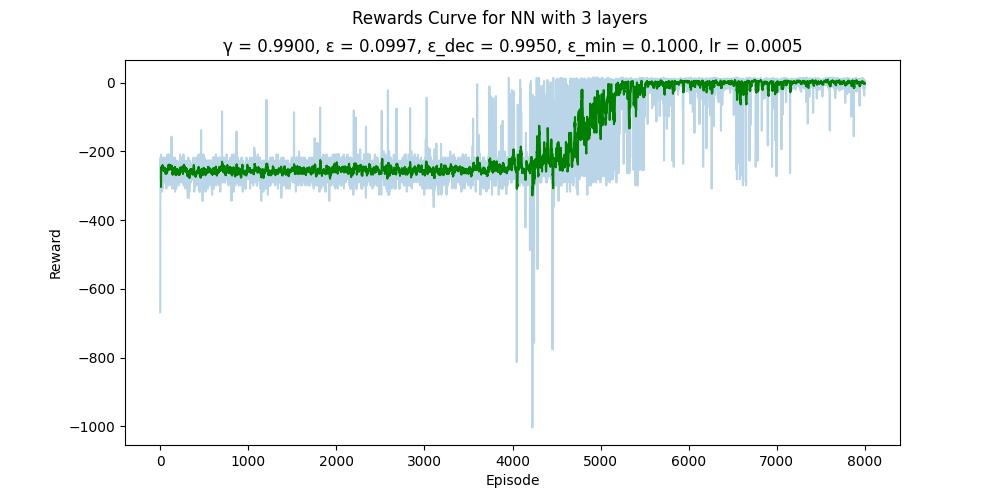 Rewards Curve for NN with 3 layers
γ = 0.9900, ε = 0.0997, ε_dec = 0.9950, ε_min = 0.1000, lr = 0.0005
0
−200
−400
−600
−800
−1000
Reward
0 1000 2000 3000 4000 5000 6000 7000 8000
Episode